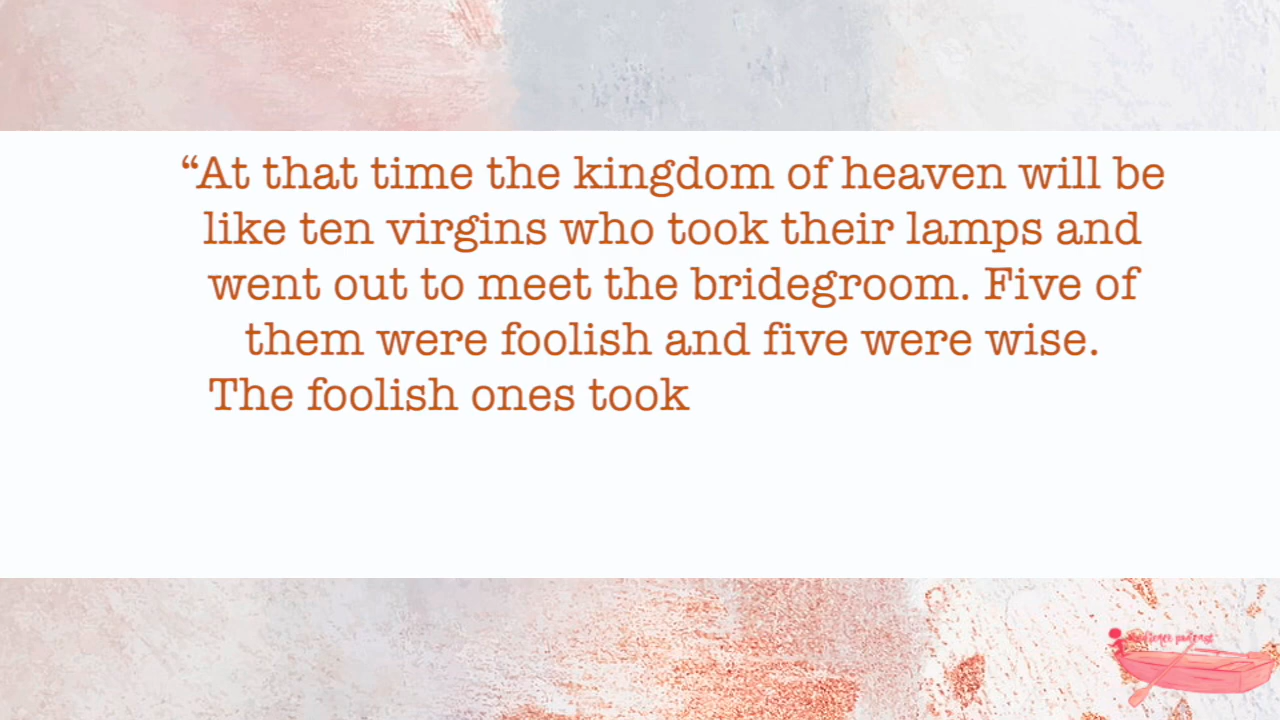 “At that time the kingdom of heaven will be
like ten virgins who took their lamps and
went out to meet the bridegroom. Five of
them were foolish and five were wise.
The foolish ones took
podcast